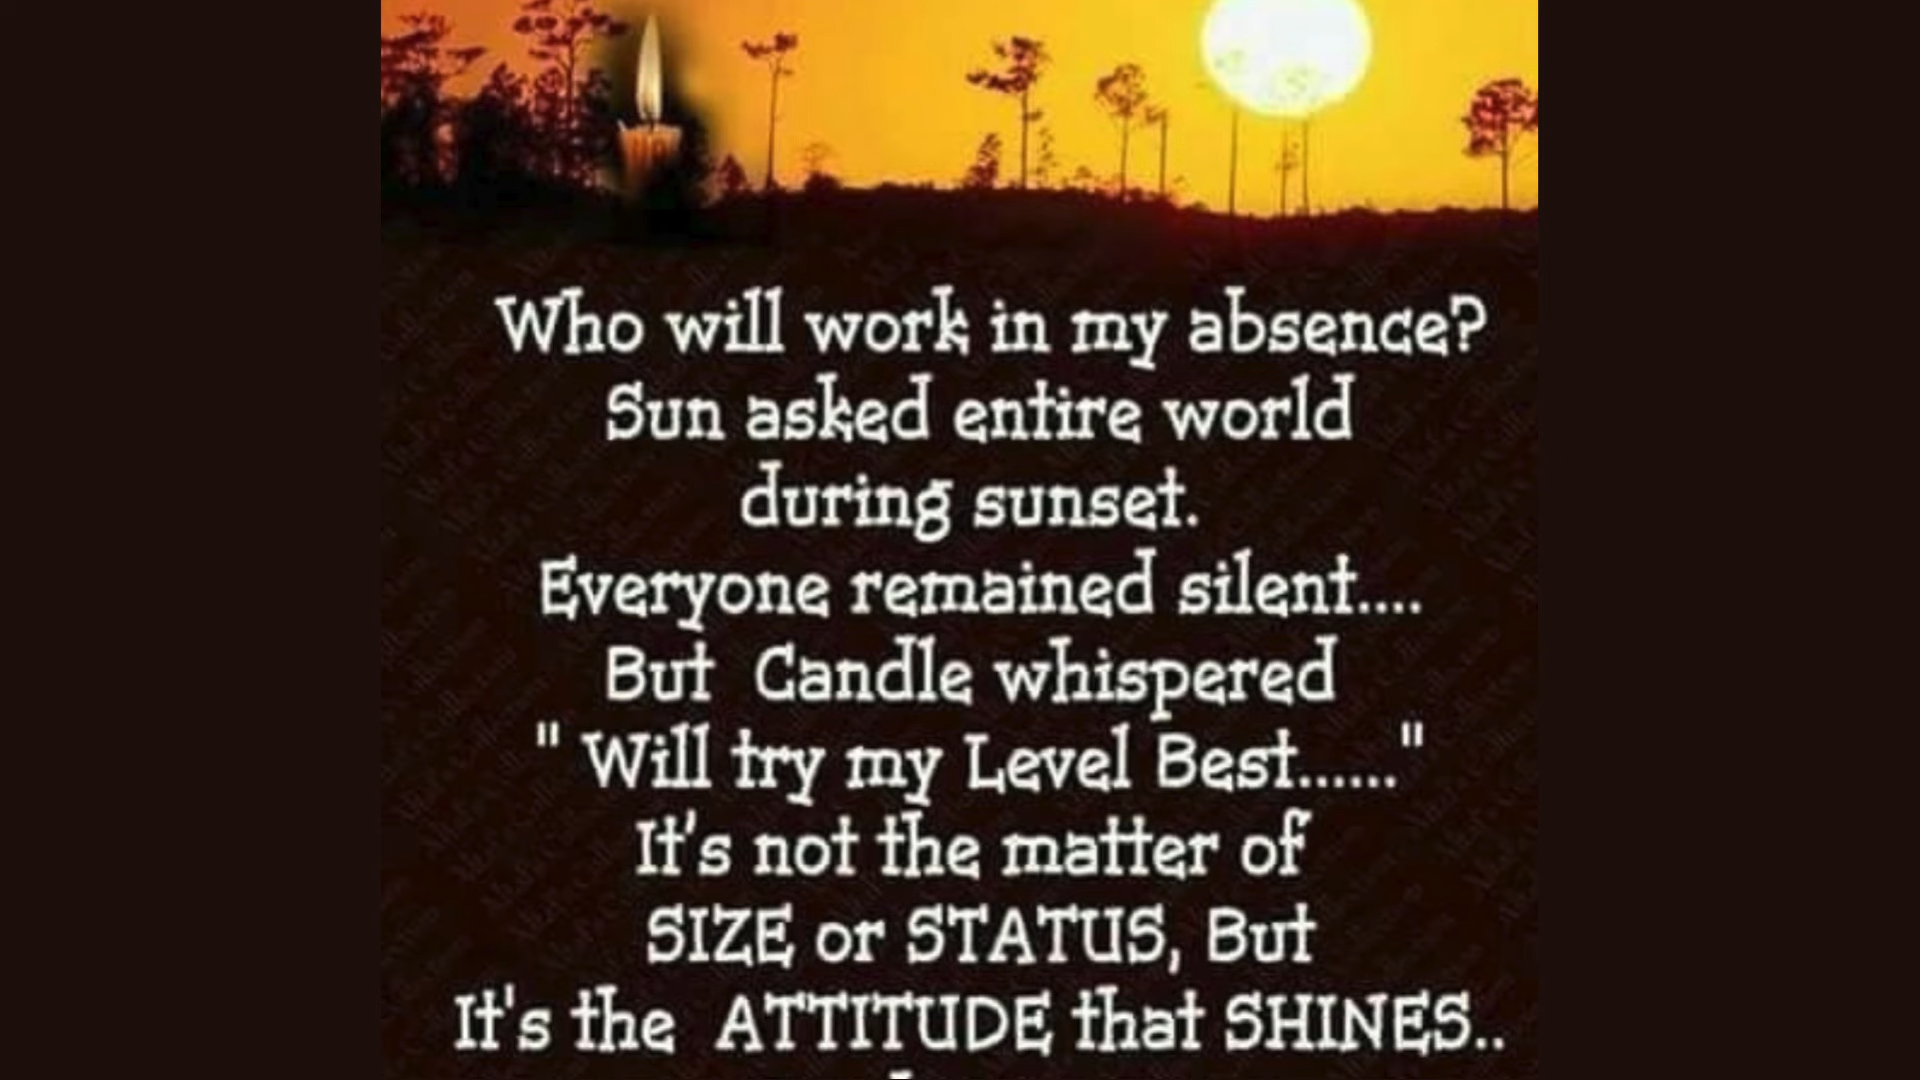 Who will work in my absence?
Sun asked entire world
during sunset.
Everyone remained silent....
But Candle whispered
" Will try my Level Best......"
It's not the matter of
SIZE or STATUS, But
It's the ATTITUDE that SHINES..